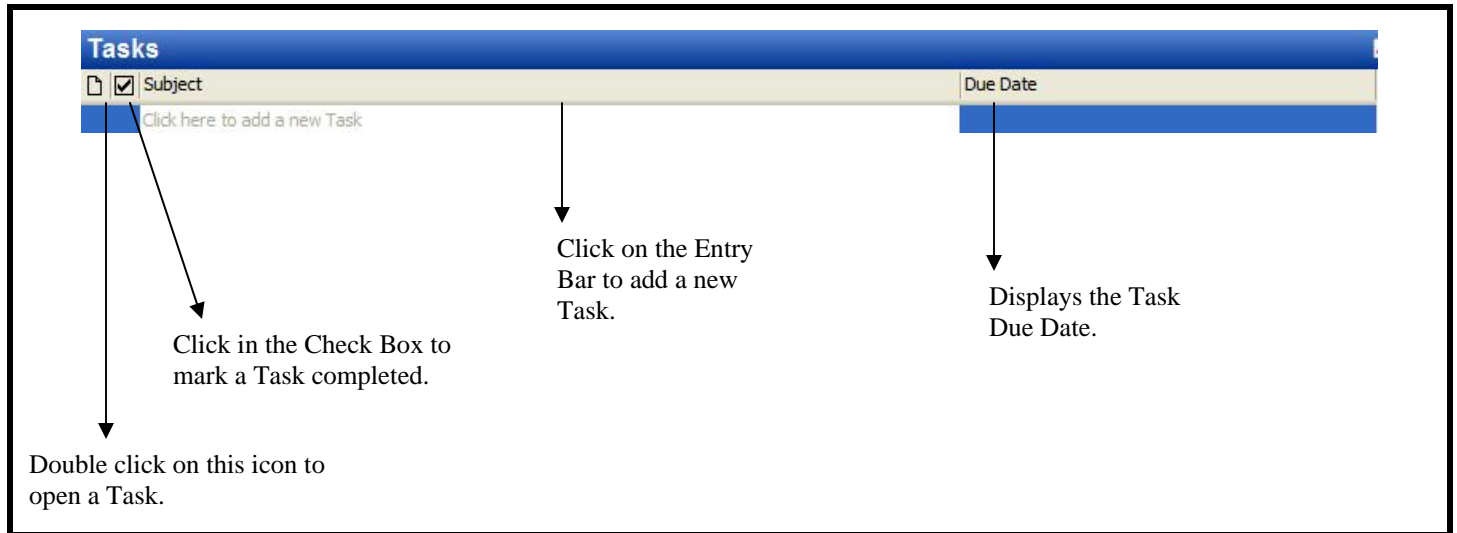 Tasks
Subject Due Date
Click here to add a new Task
Click on the Entry
Bar to add a new
Task.
Displays the Task
Due Date.
Click in the Check Box to
mark a Task completed.
Double click on this icon to
open a Task.